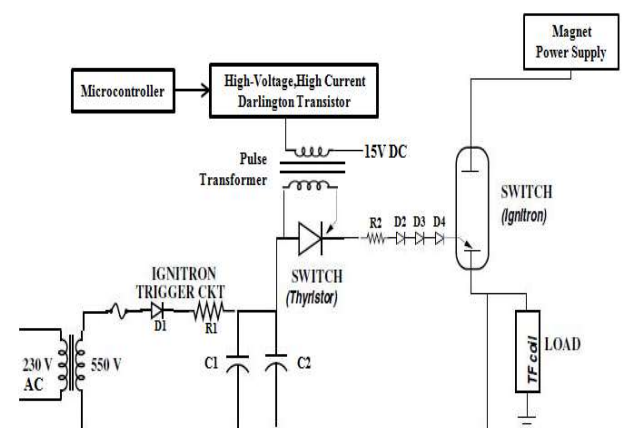 Magnet
Power Supply
Microcontroller
High-Voltage,High Current
Darlington Transistor
15V DC
Pulse
Transformer
SWITCH
(Ignitron)
R2
D2
D3
D4
SWITCH
(Thyristor)
IGNITRON
TRIGGER CKT
D1
R1
230 V
AC
550 V
C1
C2
TF coil
LOAD